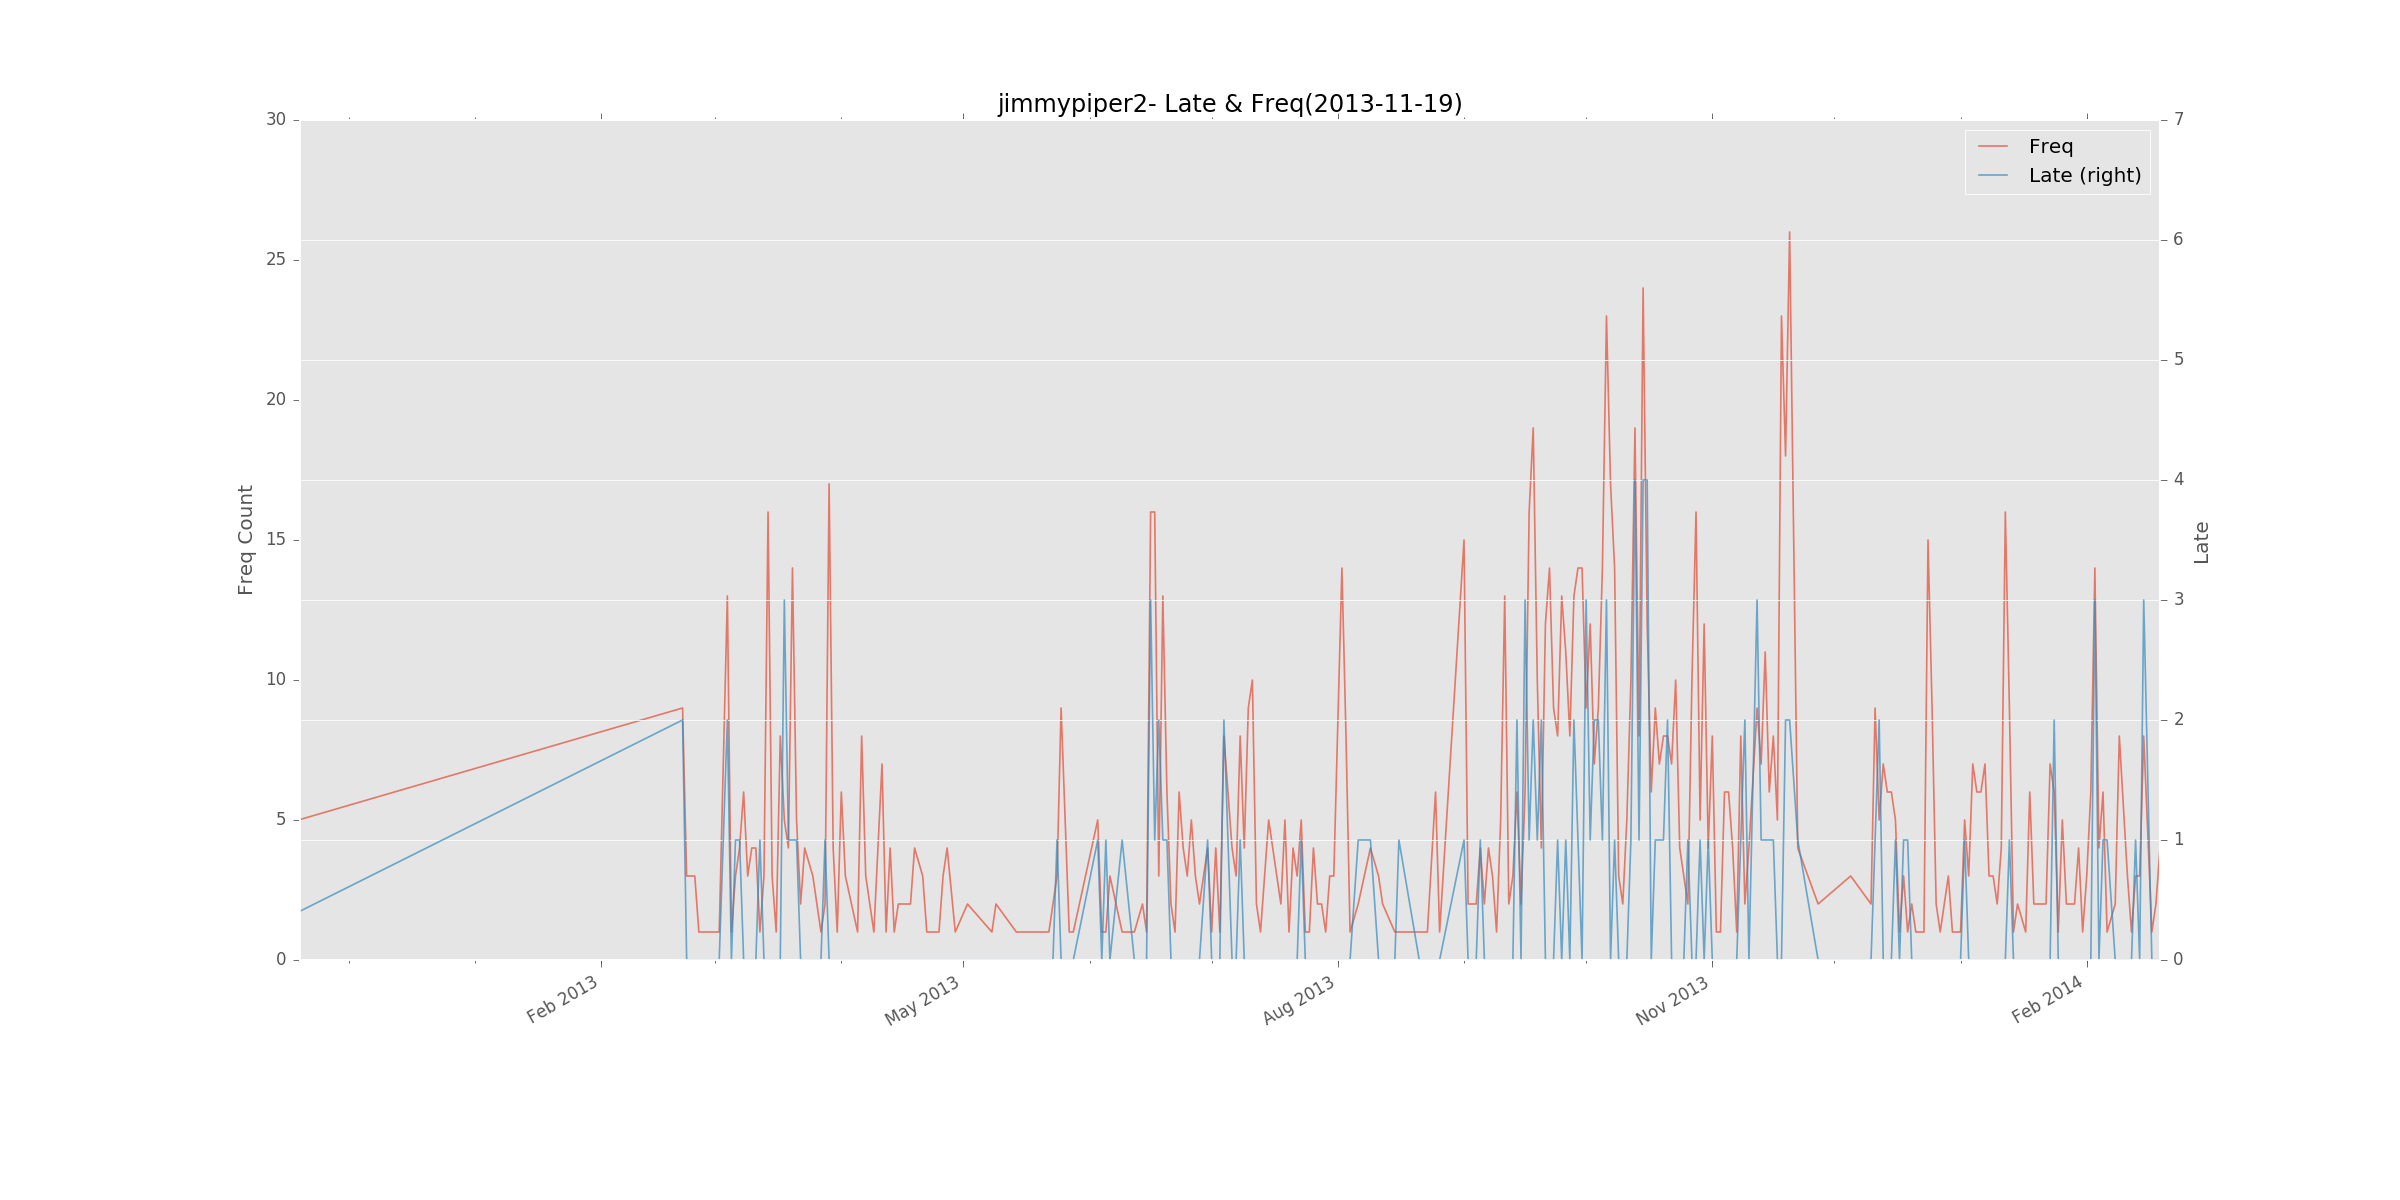 jimmypiper2- Late & Freq(2013-11-19)
30
25
20
15
10
5
0
Freq Count
7
6
5
4
3
2
1
0
Late
Freq
Late (right)
Feb 2013
May 2013
Aug 2013
Nov 2013
Feb 2014